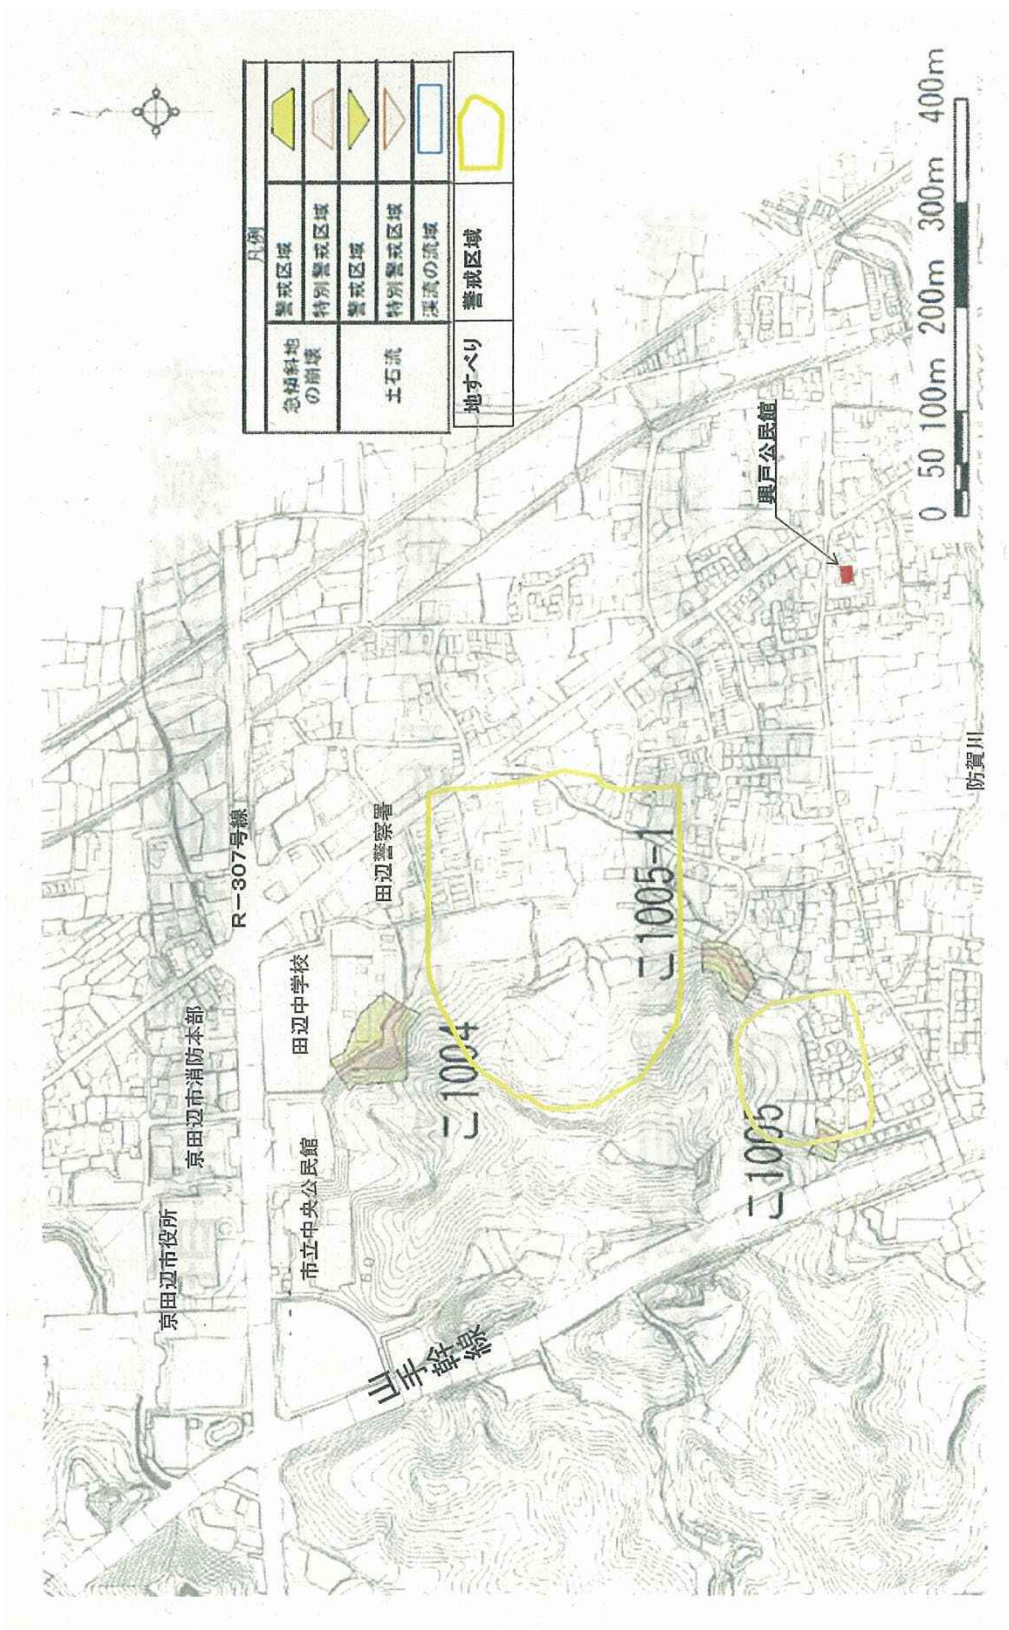 凡例
急傾斜地
の崩壊
警戒区域
特別警戒区域
土石流
警戒区域
特別警戒区域
渓流の流域
地すべり
警戒区域
R-307号線
京田辺市役所
京田辺市消防本部
市立中央公民館
田辺中学校
田辺警察署
山手幹線
こ1004
こ1005-1
こ1005
興戸公民館
防賀川
0 50 100m 200m 300m 400m